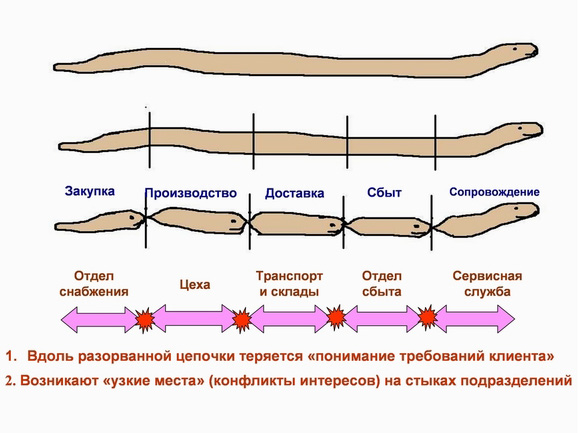 Закупка Производство Доставка Сбыт Сопровождение
Отдел снабжения Цеха Транспорт и склады Отдел сбыта Сервисная служба
1. Вдоль разорванной цепочки теряется «понимание требований клиента»
2. Возникают «узкие места» (конфликты интересов) на стыках подразделений